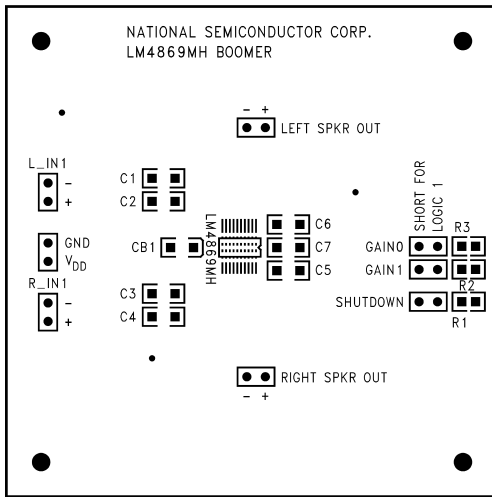 NATIONAL SEMICONDUCTOR CORP.
LM4869MH BOOMER
- +
LEFT SPKR OUT
L_IN1
-
+
C1
C2
GND
VDD
CB1
LM4869MH
C6
C7
C5
R_IN1
-
+
C3
C4
SHORT FOR
LOGIC 1
R3
GAIN0
GAIN1
R2
SHUTDOWN
R1
RIGHT SPKR OUT
- +